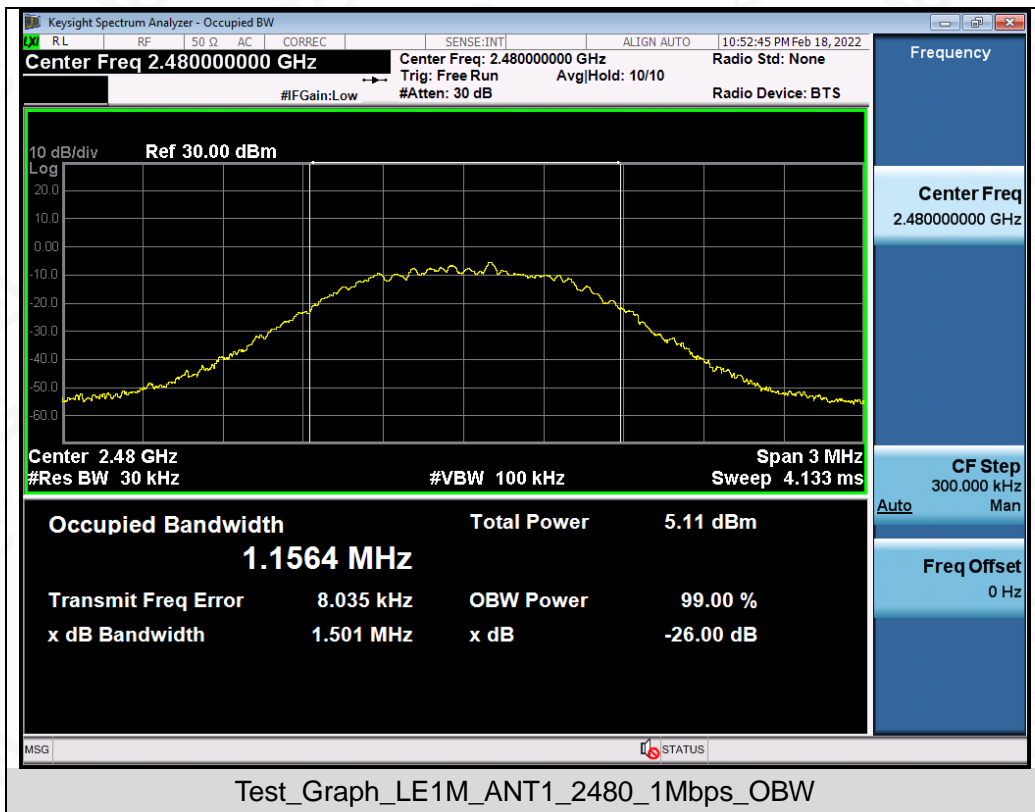 Keysight Spectrum Analyzer - Occupied BW
LXI RL RF 50 Ω AC CORREC SENSE:INT ALIGN AUTO 10:52:45 PM Feb 18, 2022
Center Freq 2.480000000 GHz
Center Freq: 2.480000000 GHz
Radio Std: None
Trig: Free Run Avg|Hold: 10/10
#IFGain:Low
#Atten: 30 dB
Radio Device: BTS
10 dB/div Ref 30.00 dBm
Log
20.0
10.0
0.00
-10.0
-20.0
-30.0
-40.0
-50.0
-60.0
Center 2.48 GHz Span 3 MHz
#Res BW 30 kHz #VBW 100 kHz Sweep 4.133 ms
Occupied Bandwidth Total Power 5.11 dBm
1.1564 MHz
Transmit Freq Error 8.035 kHz OBW Power 99.00 %
x dB Bandwidth 1.501 MHz x dB -26.00 dB
MSG STATUS
Frequency
Center Freq
2.480000000 GHz
CF Step
300.000 kHz
Auto Man
Freq Offset
0 Hz
Test_Graph_LE1M_ANT1_2480_1Mbps_OBW